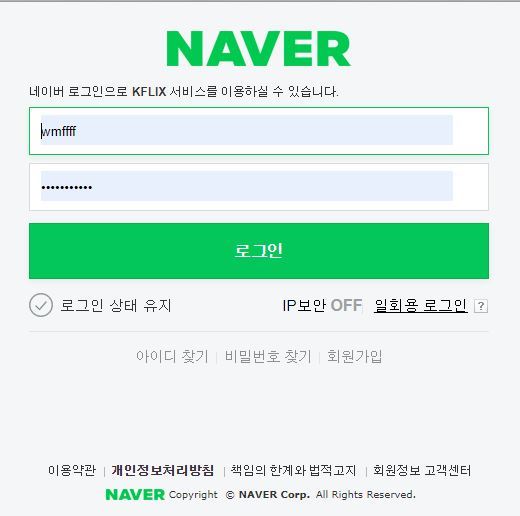 NAVER
네이버 로그인으로 KFLIX 서비스를 이용하실 수 있습니다.
wmffff
•••••••••••
로그인
로그인 상태 유지 IP보안 OFF 일회용 로그인 ?
아이디 찾기 | 비밀번호 찾기 | 회원가입
이용약관 | 개인정보처리방침 | 책임의 한계와 법적고지 | 회원정보 고객센터
NAVER Copyright © NAVER Corp. All Rights Reserved.